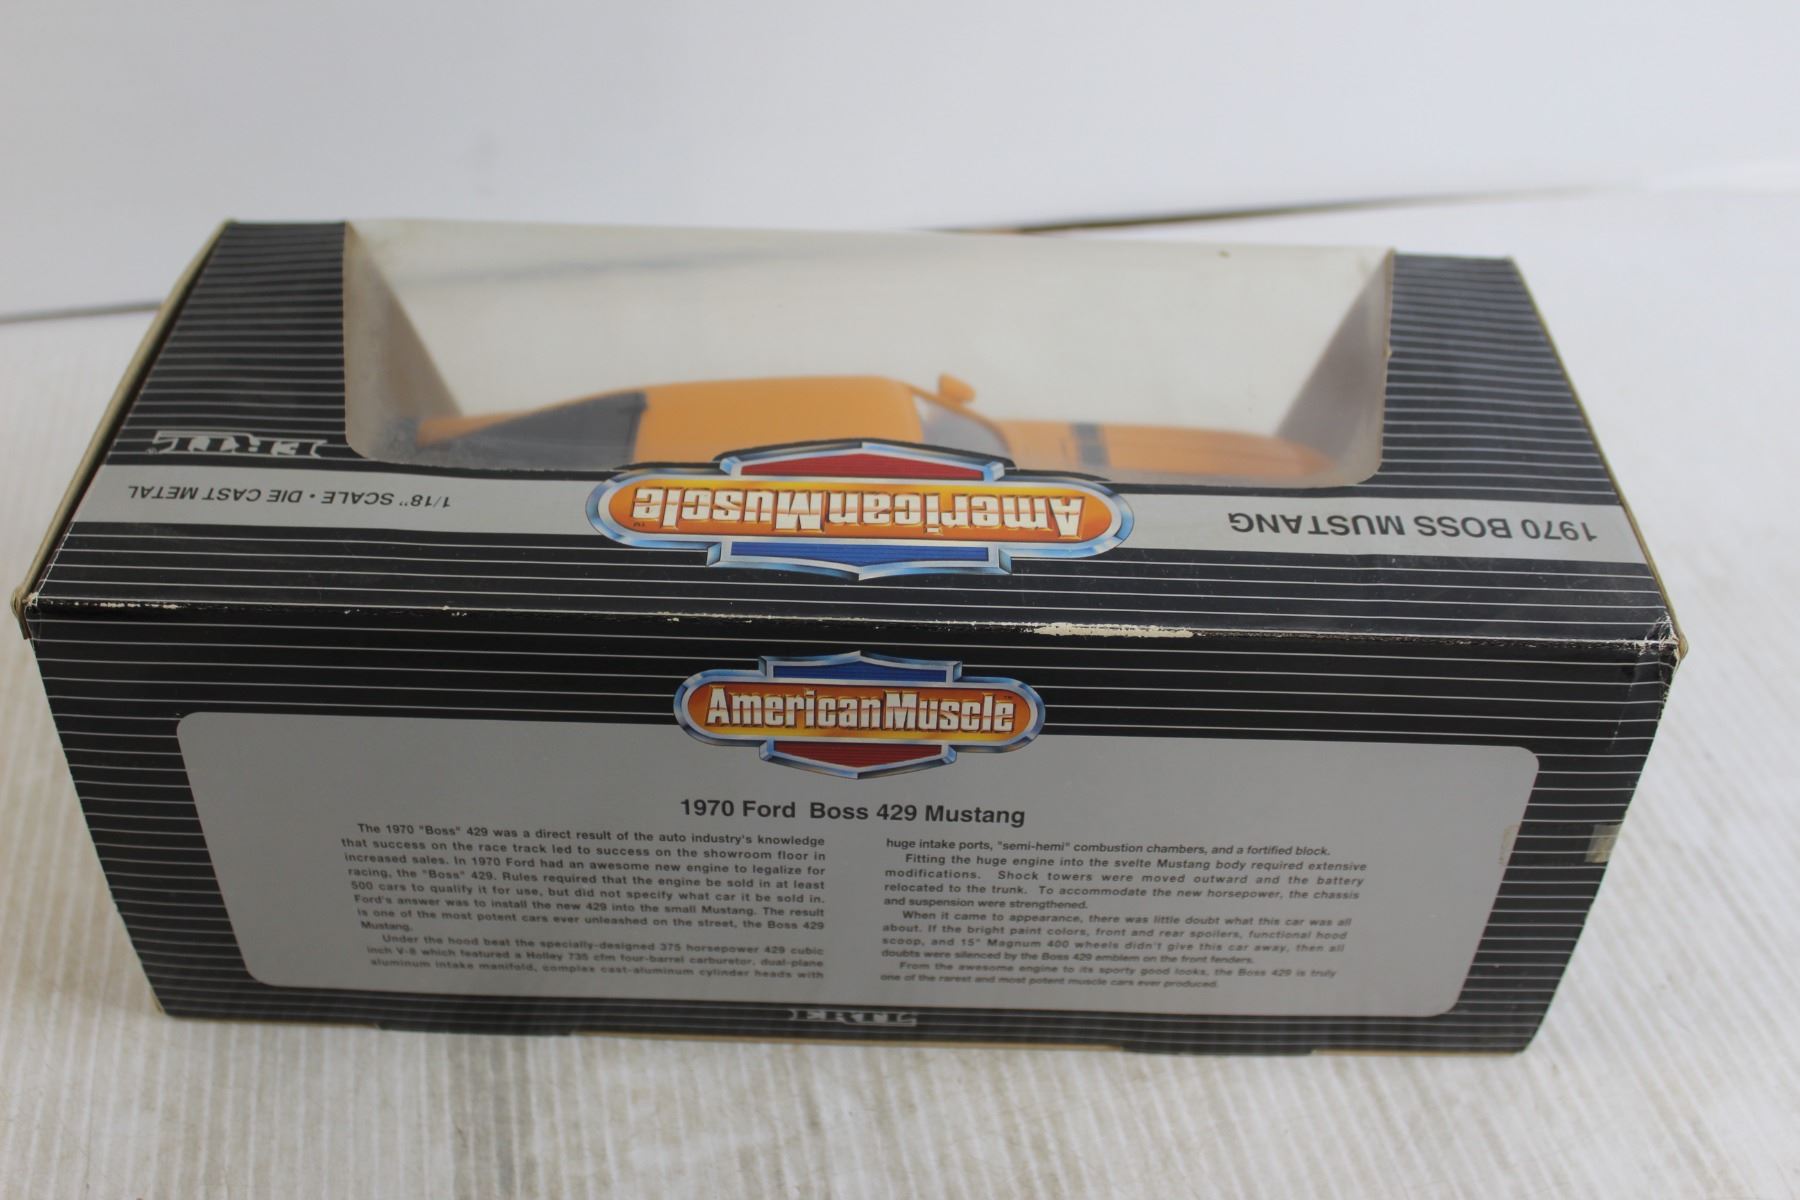 ERTL®
1/18" SCALE • DIE CAST METAL
AmericanMuscle™
1970 BOSS MUSTANG
AmericanMuscle™
1970 Ford Boss 429 Mustang
The 1970 "Boss" 429 was a direct result of the auto industry's knowledge
that success on the race track led to success on the showroom floor in
increased sales. In 1970 Ford had an awesome new engine to legalize for
racing, the "Boss" 429. Rules required that the engine be sold in at least
500 cars to qualify it for use, but did not specify what car it be sold in.
Ford's answer was to install the new 429 into the small Mustang. The result
is one of the most potent cars ever unleashed on the street, the Boss 429
Mustang.
Under the hood beat the specially-designed 375 horsepower 429 cubic
inch V-8 which featured a Holley 735 cfm four-barrel carburetor, dual-plane
aluminum intake manifold, complex cast-aluminum cylinder heads with
huge intake ports, "semi-hemi" combustion chambers, and a fortified block.
Fitting the huge engine into the svelte Mustang body required extensive
modifications. Shock towers were moved outward and the battery
relocated to the trunk. To accommodate the new horsepower, the chassis
and suspension were strengthened.
When it came to appearance, there was little doubt what this car was all
about. If the bright paint colors, front and rear spoilers, functional hood
scoop, and 15" Magnum 400 wheels didn't give this car away, then all
doubts were silenced by the Boss 429 emblem on the front fenders.
From the awesome engine to its sporty good looks, the Boss 429 is truly
one of the rarest and most potent muscle cars ever produced.
ERTL